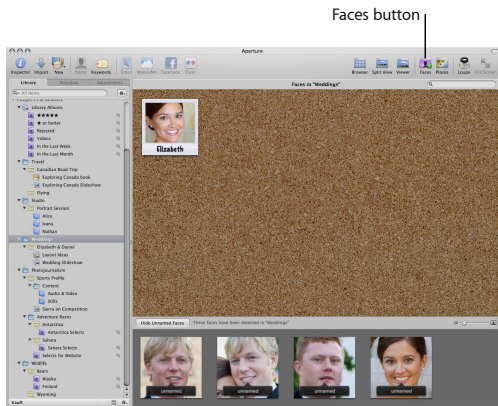 Faces button
Aperture
Inspector Import New Name Keywords Email MobileMe Facebook Flickr Browser Split View Viewer Faces Places Loupe Full Screen
Library Metadata Adjustments
Faces in "Weddings"
All Items
Library Albums
★★★★★
★ or better
Rejected
Videos
In the Last Week
In the Last Month
Travel
Canadian Road Trip
Exploring Canada book
Exploring Canada Slideshow
Flying
Studio
Portrait Session
Alice
Ivana
Nathan
Weddings
Elizabeth & Daniel
Layout Ideas
Wedding Slideshow
Photojournalism
Sports Profile
Content
Audio & Video
Stills
Sierra on Competition
Adventure Races
Antarctica
Antarctica Selects
Sahara
Sahara Selects
Selects for Website
Wildlife
Bears
Alaska
Finland
Wyoming
Vault
Elizabeth
Hide Unnamed Faces These faces have been detected in "Weddings"
unnamed unnamed unnamed unnamed